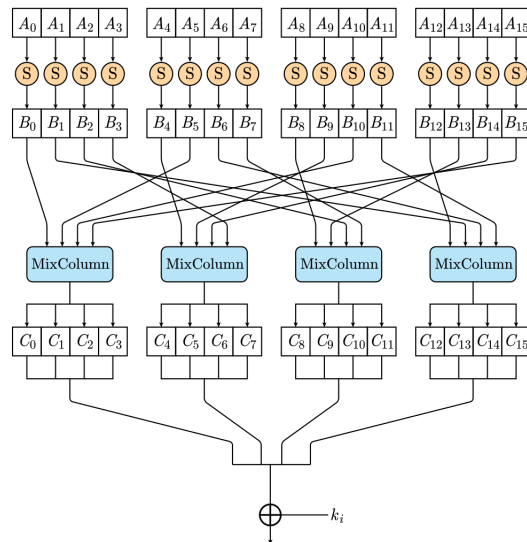 A0 A1 A2 A3 A4 A5 A6 A7 A8 A9 A10 A11 A12 A13 A14 A15
S S S S S S S S S S S S S S S S
B0 B1 B2 B3 B4 B5 B6 B7 B8 B9 B10 B11 B12 B13 B14 B15
MixColumn MixColumn MixColumn MixColumn
C0 C1 C2 C3 C4 C5 C6 C7 C8 C9 C10 C11 C12 C13 C14 C15
ki